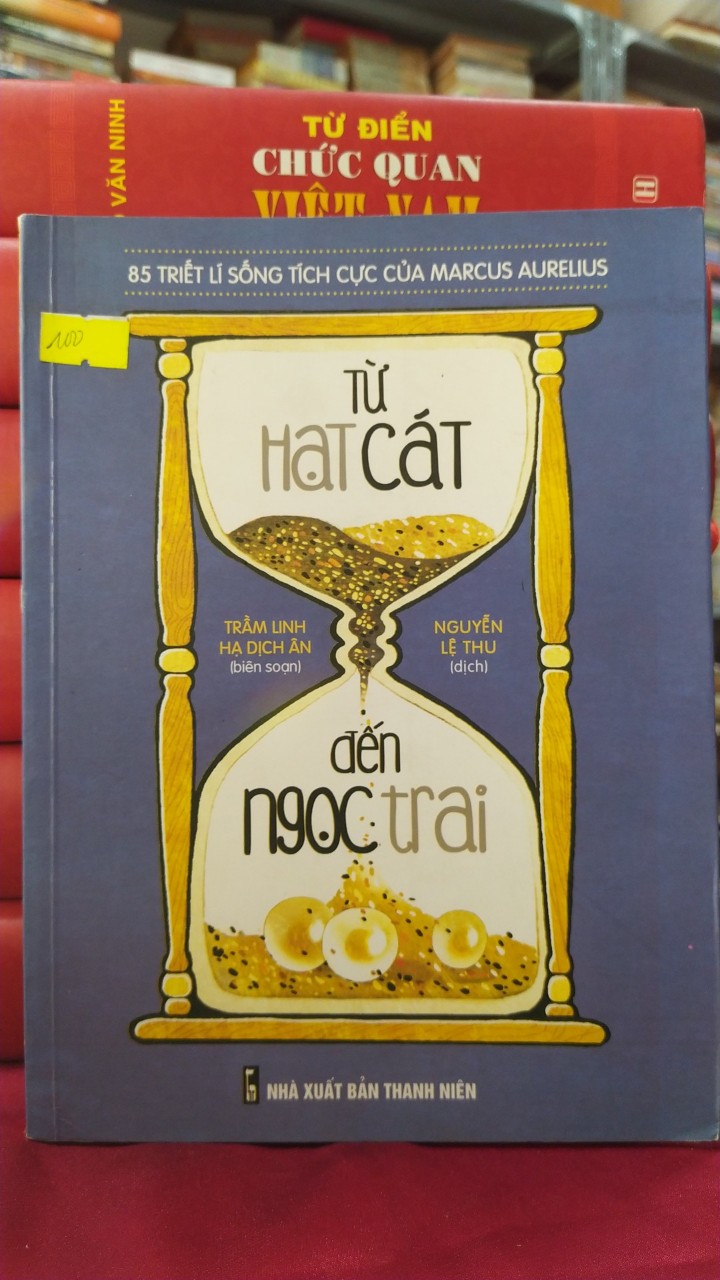 VĂN NINH
TỪ ĐIỂN
CHỨC QUAN
VIỆT NAM
H
85 TRIẾT LÍ SỐNG TÍCH CỰC CỦA MARCUS AURELIUS
100
TỪ
HẠT CÁT
TRẦM LINH
HẠ DỊCH ÂN
(biên soạn)
NGUYỄN
LỆ THU
(dịch)
đến
ngọc trai
NHÀ XUẤT BẢN THANH NIÊN